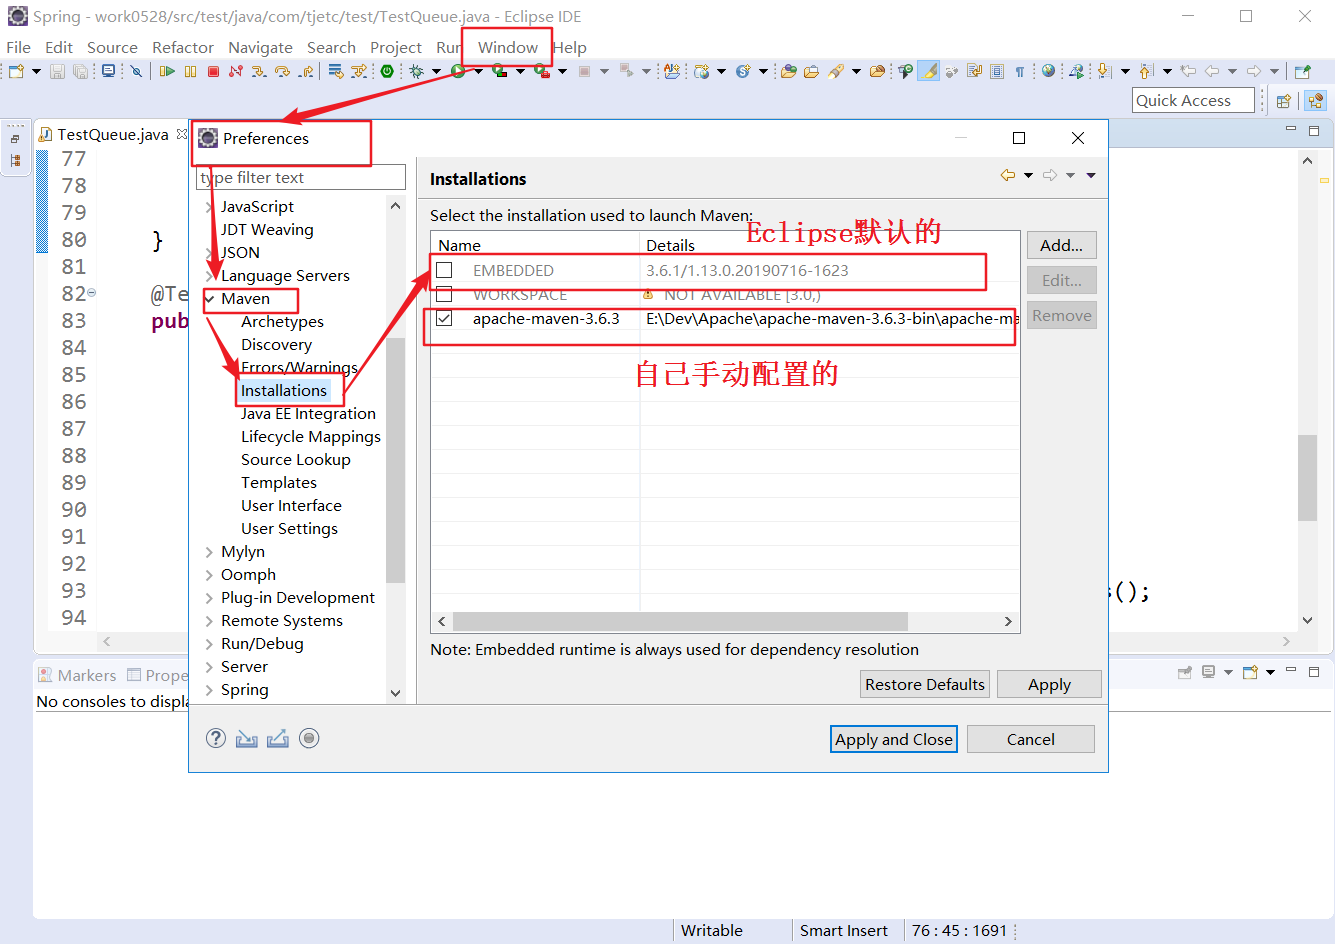 Spring - work0528/src/test/java/com/tjetc/test/TestQueue.java - Eclipse IDE
File Edit Source Refactor Navigate Search Project Run Window Help
Quick Access
TestQueue.java
77
78
79
80 }
81
82 @Te
83 pub
84
85
86
87
88
89
90
91
92
93 s();
94
Preferences
type filter text
JavaScript
JDT Weaving
JSON
Language Servers
Maven
Archetypes
Discovery
Errors/Warnings
Installations
Java EE Integration
Lifecycle Mappings
Source Lookup
Templates
User Interface
User Settings
Mylyn
Oomph
Plug-in Development
Remote Systems
Run/Debug
Server
Spring
Installations
Select the installation used to launch Maven:
Eclipse默认的
Name Details
EMBEDDED 3.6.1/1.13.0.20190716-1623
WORKSPACE NOT AVAILABLE [3.0,)
apache-maven-3.6.3 E:\Dev\Apache\apache-maven-3.6.3-bin\apache-ma
自己手动配置的
Add...
Edit...
Remove
Note: Embedded runtime is always used for dependency resolution
Restore Defaults Apply
Apply and Close Cancel
Markers Prope
No consoles to displa
Writable Smart Insert 76 : 45 : 1691